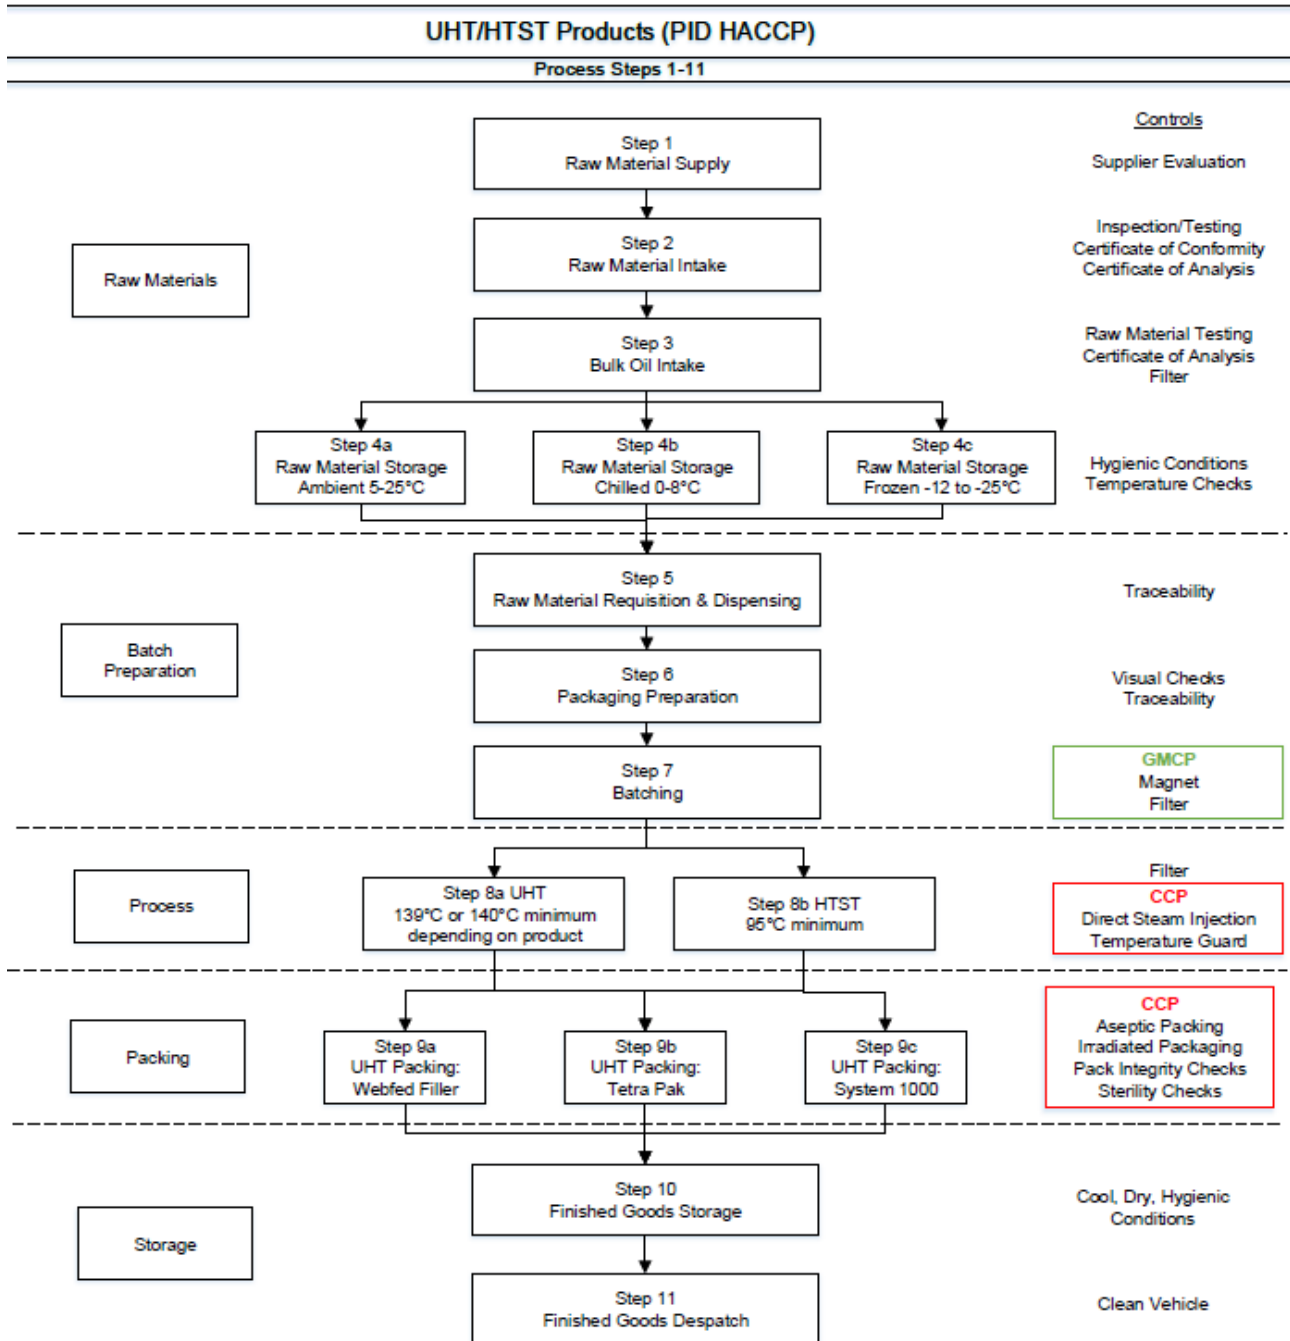 UHT/HTST Products (PID HACCP)
Process Steps 1-11
Controls
Step 1
Raw Material Supply
Supplier Evaluation
Raw Materials
Step 2
Raw Material Intake
Inspection/Testing
Certificate of Conformity
Certificate of Analysis
Step 3
Bulk Oil Intake
Raw Material Testing
Certificate of Analysis
Filter
Step 4a
Raw Material Storage
Ambient 5-25°C
Step 4b
Raw Material Storage
Chilled 0-8°C
Step 4c
Raw Material Storage
Frozen -12 to -25°C
Hygienic Conditions
Temperature Checks
Batch
Preparation
Step 5
Raw Material Requisition & Dispensing
Traceability
Step 6
Packaging Preparation
Visual Checks
Traceability
Step 7
Batching
GMCP
Magnet
Filter
Process
Step 8a UHT
139°C or 140°C minimum
depending on product
Step 8b HTST
95°C minimum
Filter
CCP
Direct Steam Injection
Temperature Guard
Packing
Step 9a
UHT Packing:
Webfed Filler
Step 9b
UHT Packing:
Tetra Pak
Step 9c
UHT Packing:
System 1000
CCP
Aseptic Packing
Irradiated Packaging
Pack Integrity Checks
Sterility Checks
Storage
Step 10
Finished Goods Storage
Cool, Dry, Hygienic
Conditions
Step 11
Finished Goods Despatch
Clean Vehicle